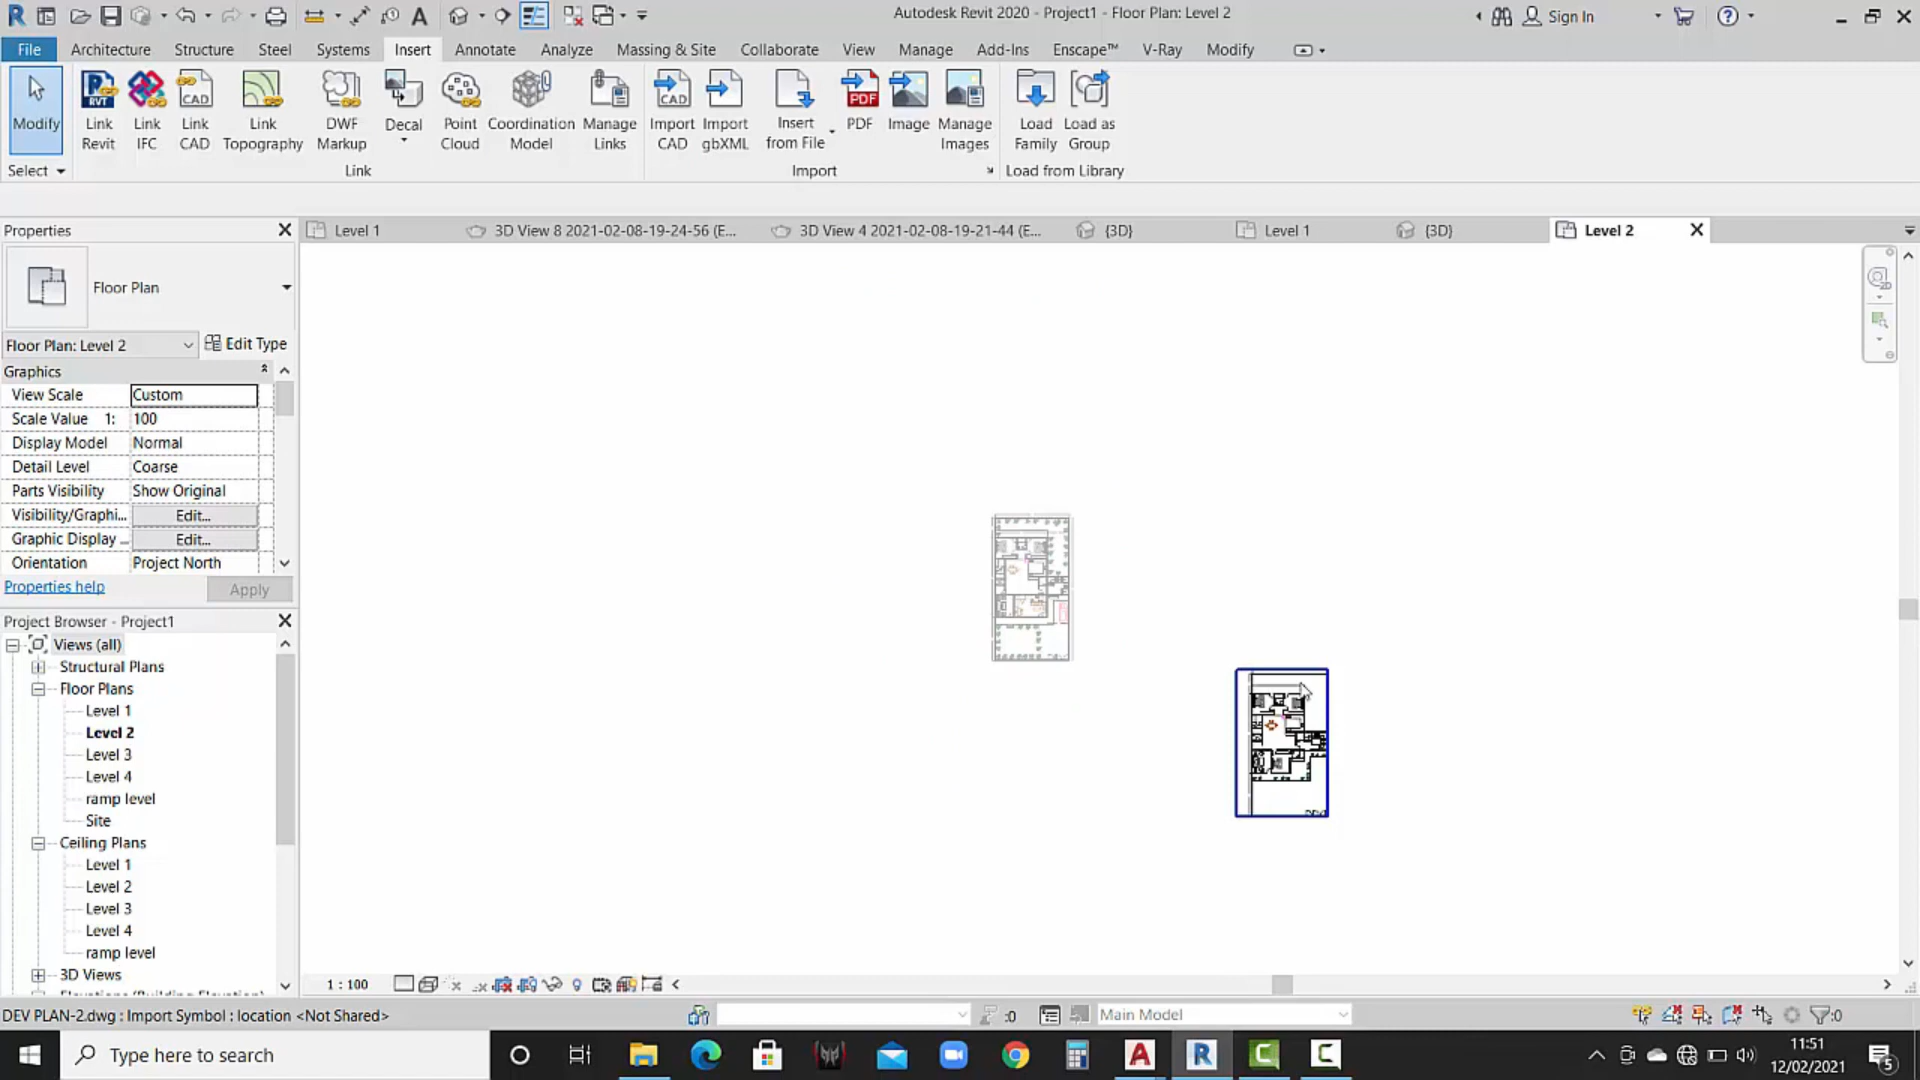 Autodesk Revit 2020 - Project1 - Floor Plan: Level 2
Sign In
File Architecture Structure Steel Systems Insert Annotate Analyze Massing & Site Collaborate View Manage Add-Ins Enscape™ V-Ray Modify
Modify
Link Revit
Link IFC
Link CAD
Link Topography
DWF Markup
Decal
Point Cloud
Coordination Model
Manage Links
Import CAD
Import gbXML
Insert from File
PDF
Image
Manage Images
Load Family
Load as Group
Select
Link
Import
Load from Library
Properties
Level 1
3D View 8 2021-02-08-19-24-56 (E...
3D View 4 2021-02-08-19-21-44 (E...
{3D}
Level 1
{3D}
Level 2
Floor Plan
Floor Plan: Level 2
Edit Type
Graphics
View Scale Custom
Scale Value 1: 100
Display Model Normal
Detail Level Coarse
Parts Visibility Show Original
Visibility/Graphi... Edit...
Graphic Display ... Edit...
Orientation Project North
Properties help
Apply
Project Browser - Project1
Views (all)
Structural Plans
Floor Plans
Level 1
Level 2
Level 3
Level 4
ramp level
Site
Ceiling Plans
Level 1
Level 2
Level 3
Level 4
ramp level
3D Views
1 : 100
DEV PLAN-2.dwg : Import Symbol : location <Not Shared>
:0
Main Model
:0
Type here to search
11:51
12/02/2021
5